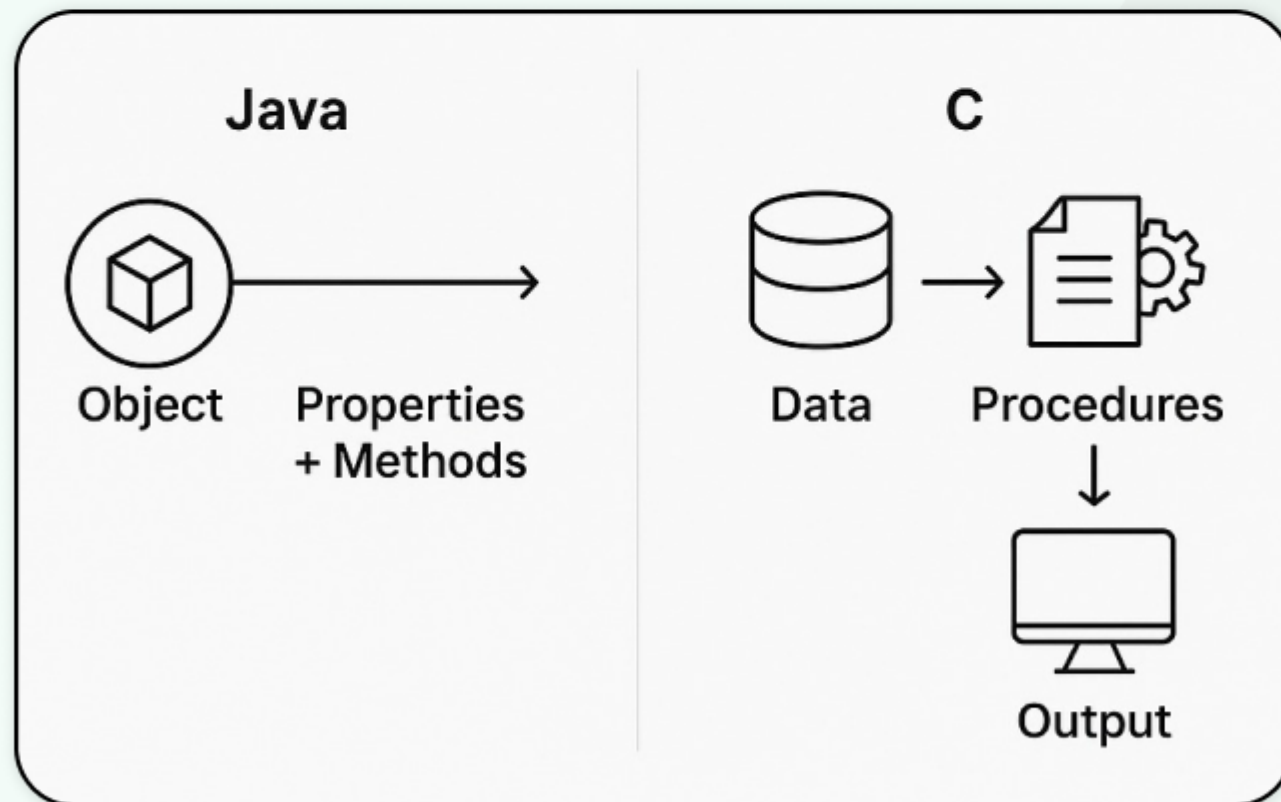 Java
Object
Properties
+ Methods
C
Data
Procedures
Output